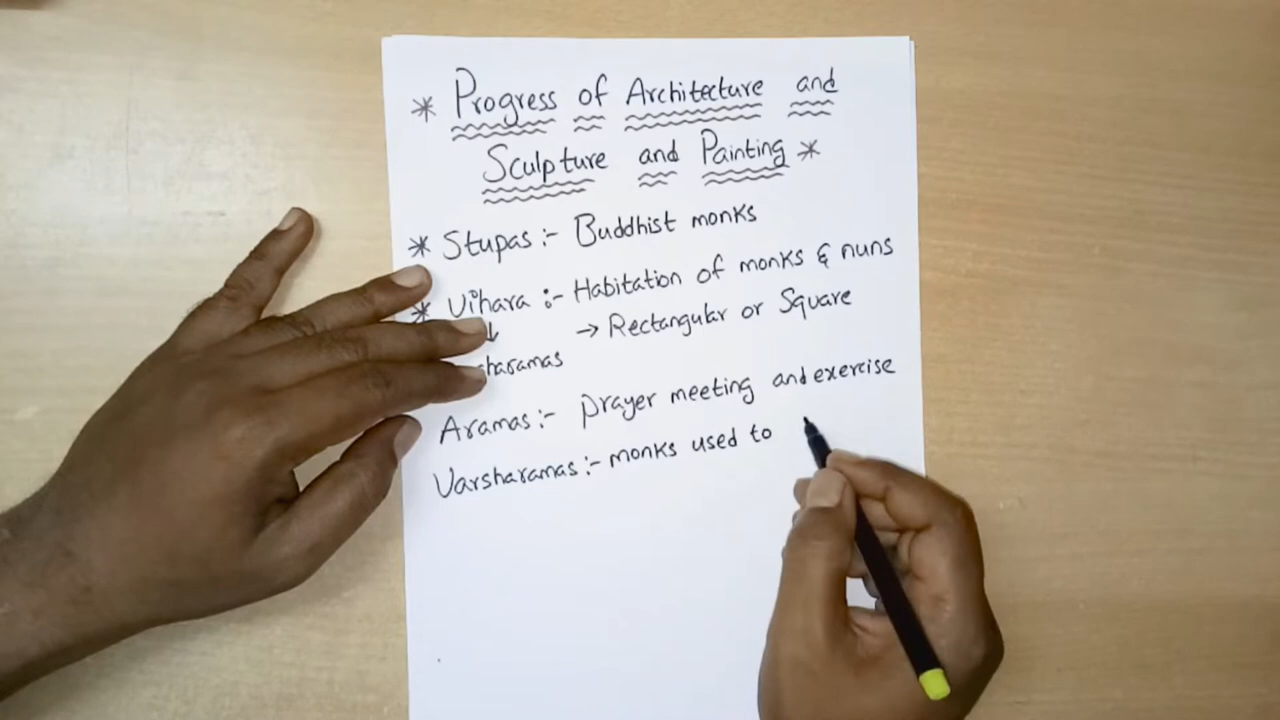 * Progress of Architecture and
Sculpture and Painting *
* Stupas :- Buddhist monks
* Vihara :- Habitation of monks & nuns
↓ → Rectangular or Square
Aramas :- prayer meeting and exercise
Varsharamas :- monks used to